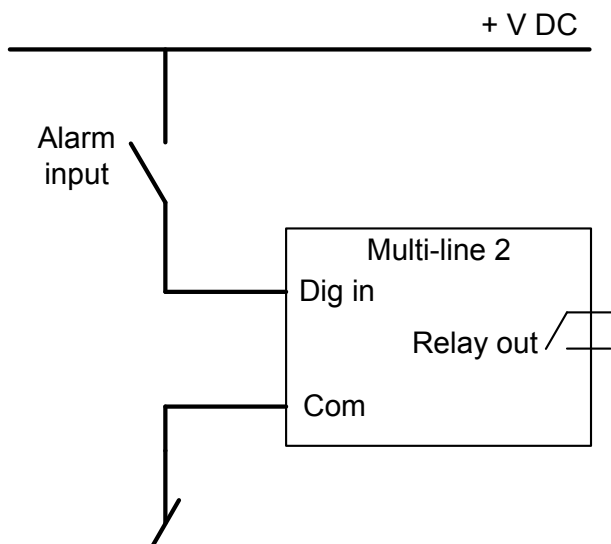 + V DC
Alarm
input
Multi-line 2
Dig in
Relay out
Com